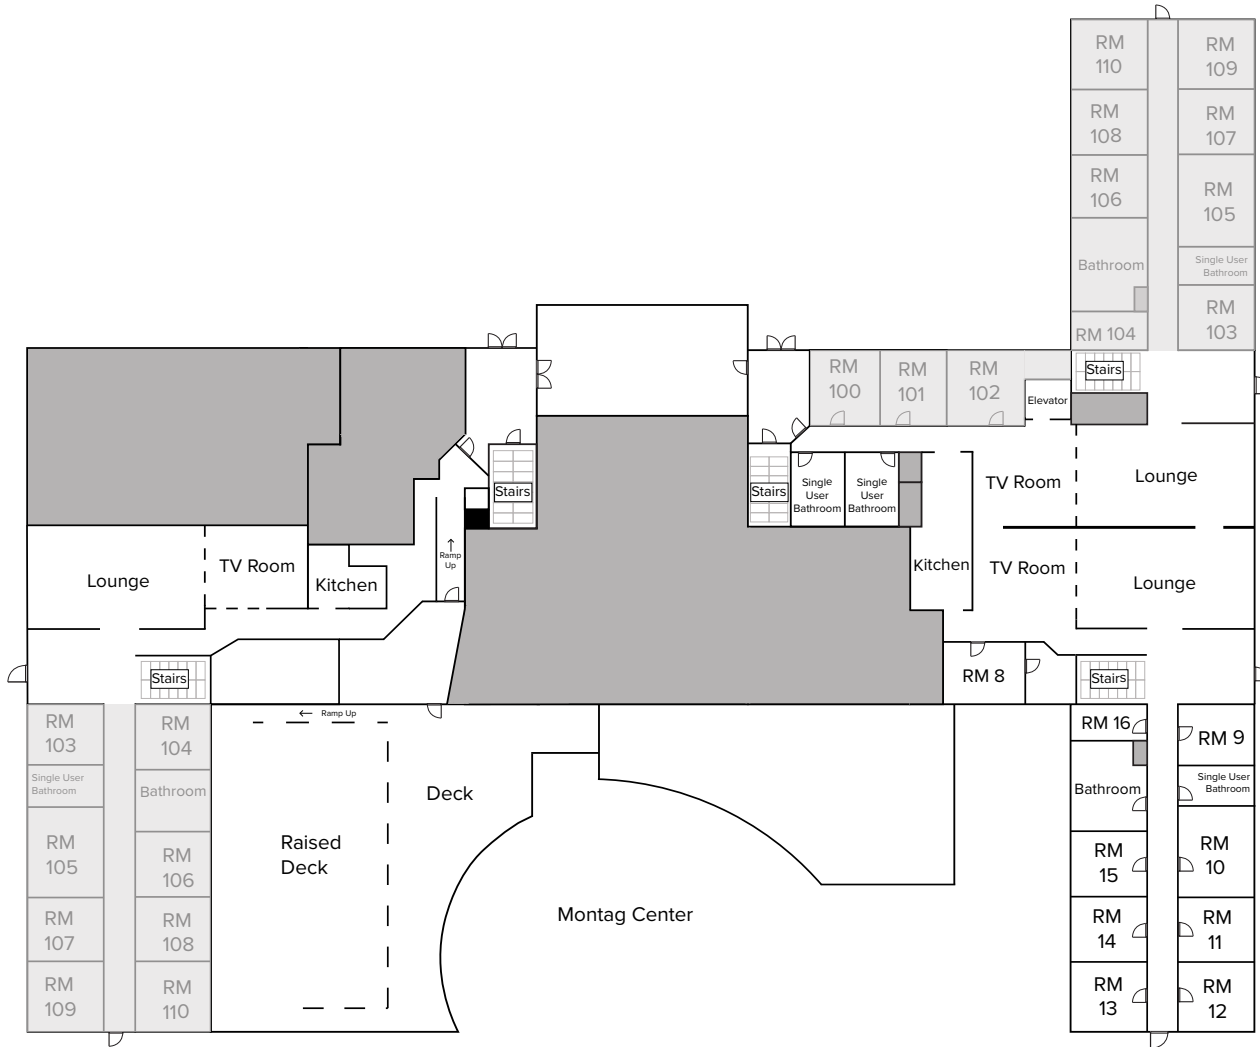 RM
110
RM
109
RM
108
RM
107
RM
106
RM
105
Bathroom
Single User
Bathroom
RM 104
RM
103
RM
100
RM
101
RM
102
Stairs
Elevator
Stairs
Stairs
Single
User
Bathroom
Single
User
Bathroom
TV Room
Lounge
Lounge
TV Room
Kitchen
← Ramp
Up
Kitchen
TV Room
Lounge
Stairs
RM 8
Stairs
RM
103
RM
104
Single User
Bathroom
Bathroom
RM
105
RM
106
RM
107
RM
108
RM
109
RM
110
← Ramp Up
Raised
Deck
Deck
Montag Center
RM 16
RM 9
Bathroom
Single User
Bathroom
RM
15
RM
10
RM
14
RM
11
RM
13
RM
12